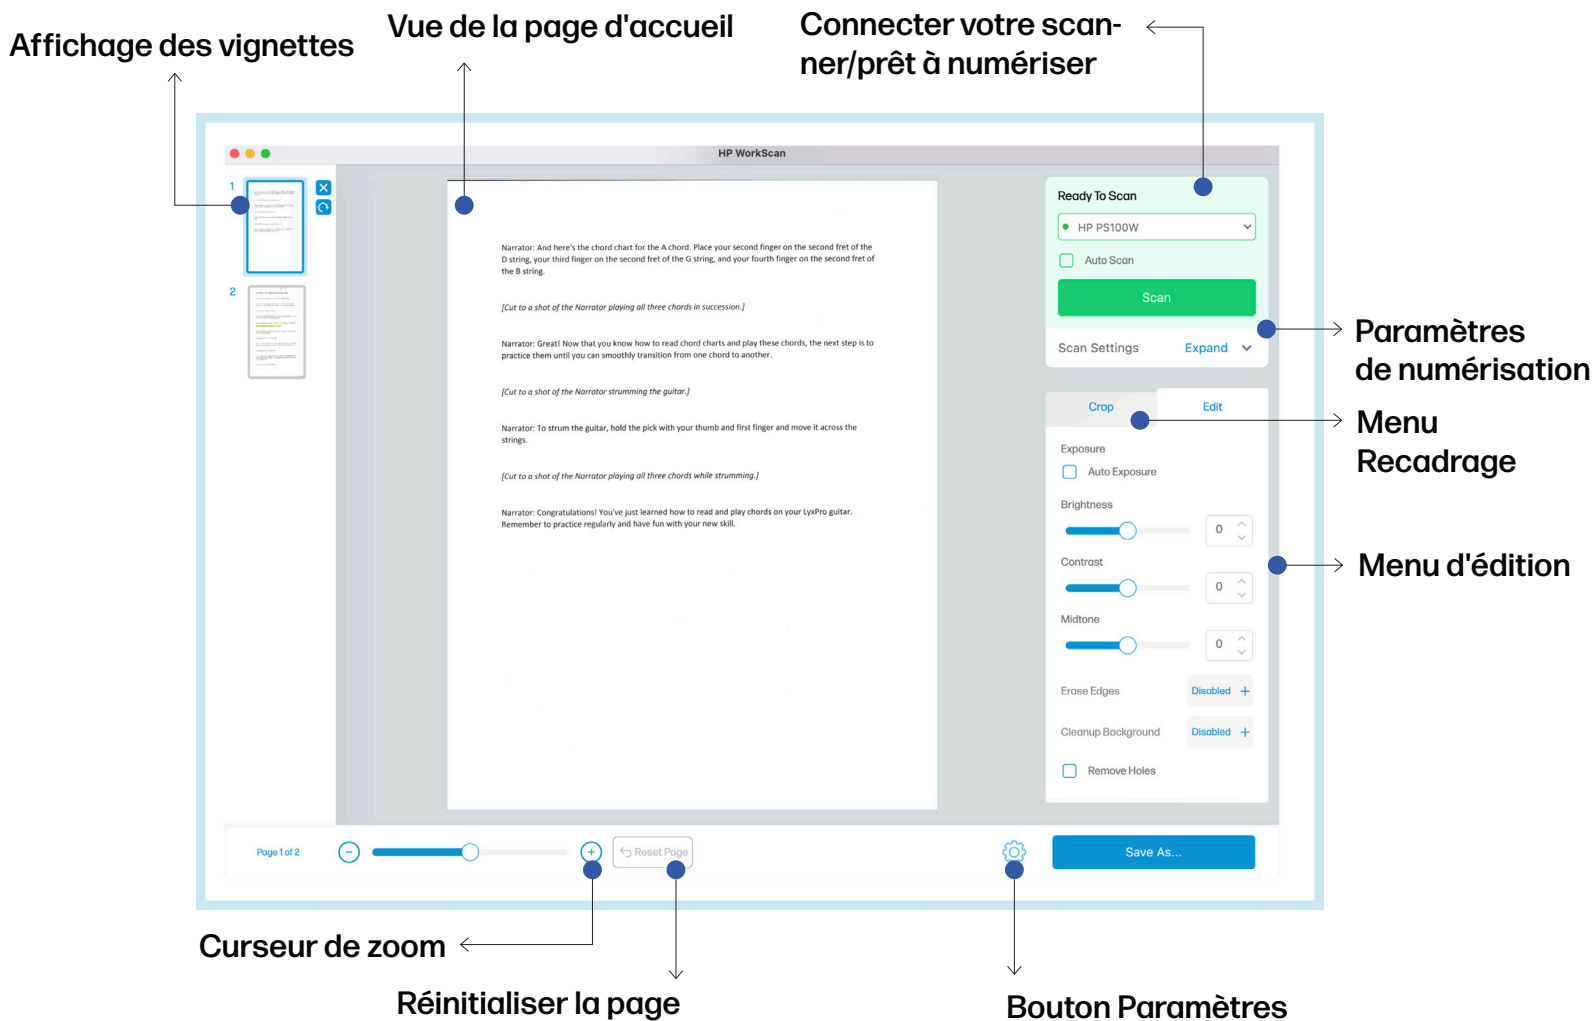 Affichage des vignettes
Vue de la page d'accueil
Connecter votre scan-
ner/prêt à numériser
HP WorkScan
1
2
Narrator: And here's the chord chart for the A chord. Place your second finger on the second fret of the
D string, your third finger on the second fret of the G string, and your fourth finger on the second fret of
the B string.
[Cut to a shot of the Narrator playing all three chords in succession.]
Narrator: Great! Now that you know how to read chord charts and play these chords, the next step is to
practice them until you can smoothly transition from one chord to another.
[Cut to a shot of the Narrator strumming the guitar.]
Narrator: To strum the guitar, hold the pick with your thumb and first finger and move it across the
strings.
[Cut to a shot of the Narrator playing all three chords while strumming.]
Narrator: Congratulations! You've just learned how to read and play chords on your LyxPro guitar.
Remember to practice regularly and have fun with your new skill.
Ready To Scan
HP PS100W
Auto Scan
Scan
Scan Settings Expand
Paramètres
de numérisation
Crop Edit
Menu
Recadrage
Exposure
Auto Exposure
Brightness
0
Contrast
0
Menu d'édition
Midtone
0
Erase Edges Disabled +
Cleanup Background Disabled +
Remove Holes
Page 1 of 2
Reset Page
Save As...
Curseur de zoom
Réinitialiser la page
Bouton Paramètres